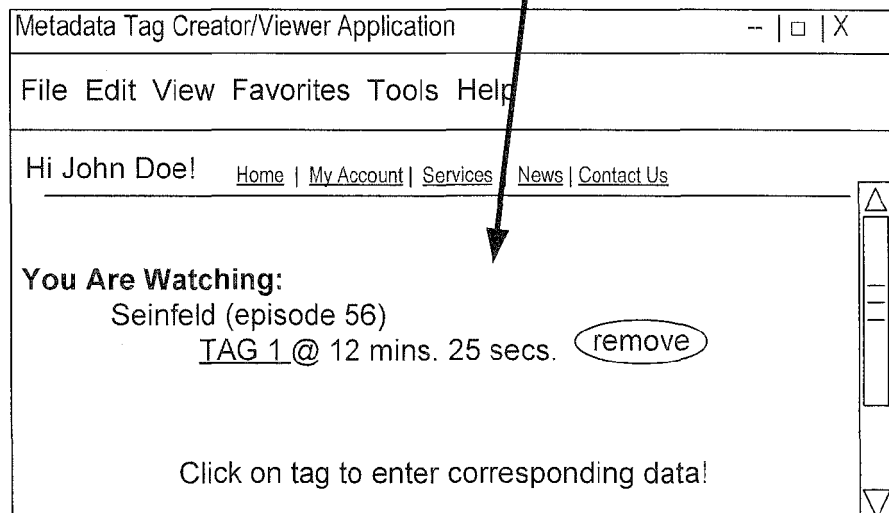 Metadata Tag Creator/Viewer Application -- | □ | X
File Edit View Favorites Tools Help
Hi John Doe! Home | My Account | Services | News | Contact Us
You Are Watching:
Seinfeld (episode 56)
TAG 1 @ 12 mins. 25 secs. remove
Click on tag to enter corresponding data!